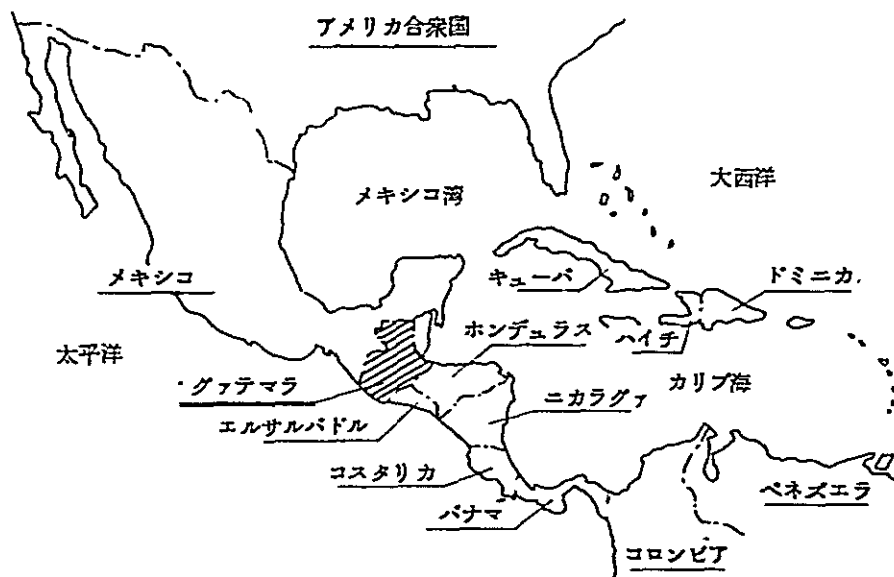 アメリカ合衆国
メキシコ湾
大西洋
メキシコ
キューバ
ドミニカ.
太平洋
ホンデュラス
ハイチ
グァテマラ
カリブ海
ニカラグァ
エルサルバドル
コスタリカ
ベネズエラ
パナマ
コロンビア